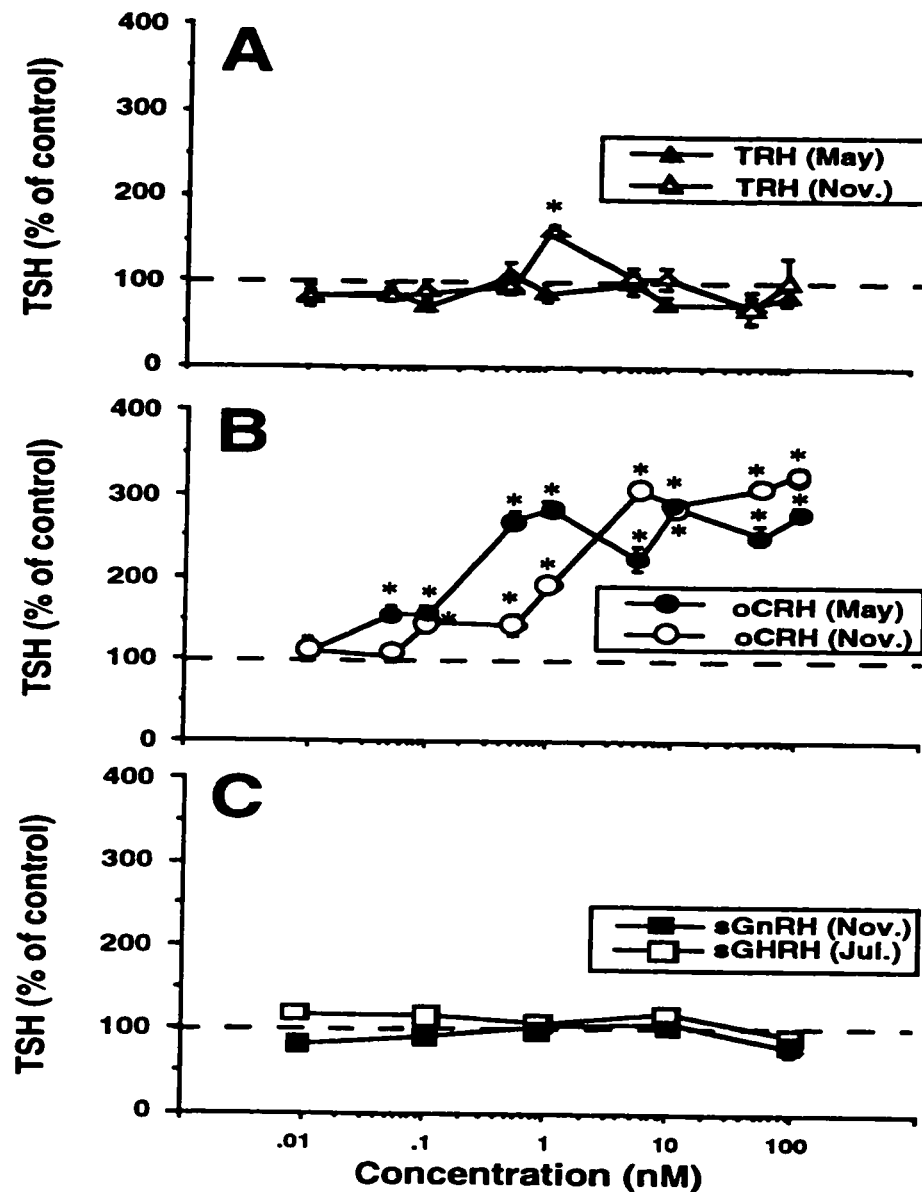 A
400
300
200
100
0
TSH (% of control)
TRH (May)
TRH (Nov.)
*
B
400
300
200
100
0
TSH (% of control)
* * * * * * * *
* * * * * * *
oCRH (May)
oCRH (Nov.)
C
400
300
200
100
0
TSH (% of control)
sGnRH (Nov.)
sGHRH (Jul.)
.01 .1 1 10 100
Concentration (nM)